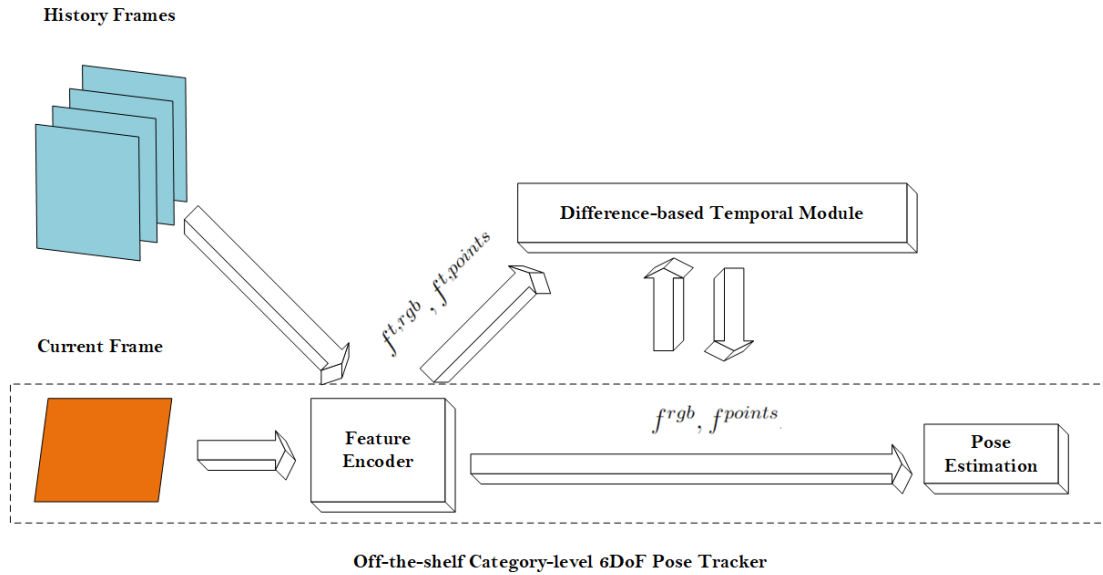 History Frames
Difference-based Temporal Module
f^{t,rgb}, f^{t,points}
Current Frame
Feature
Encoder
f^{rgb}, f^{points}
Pose
Estimation
Off-the-shelf Category-level 6DoF Pose Tracker